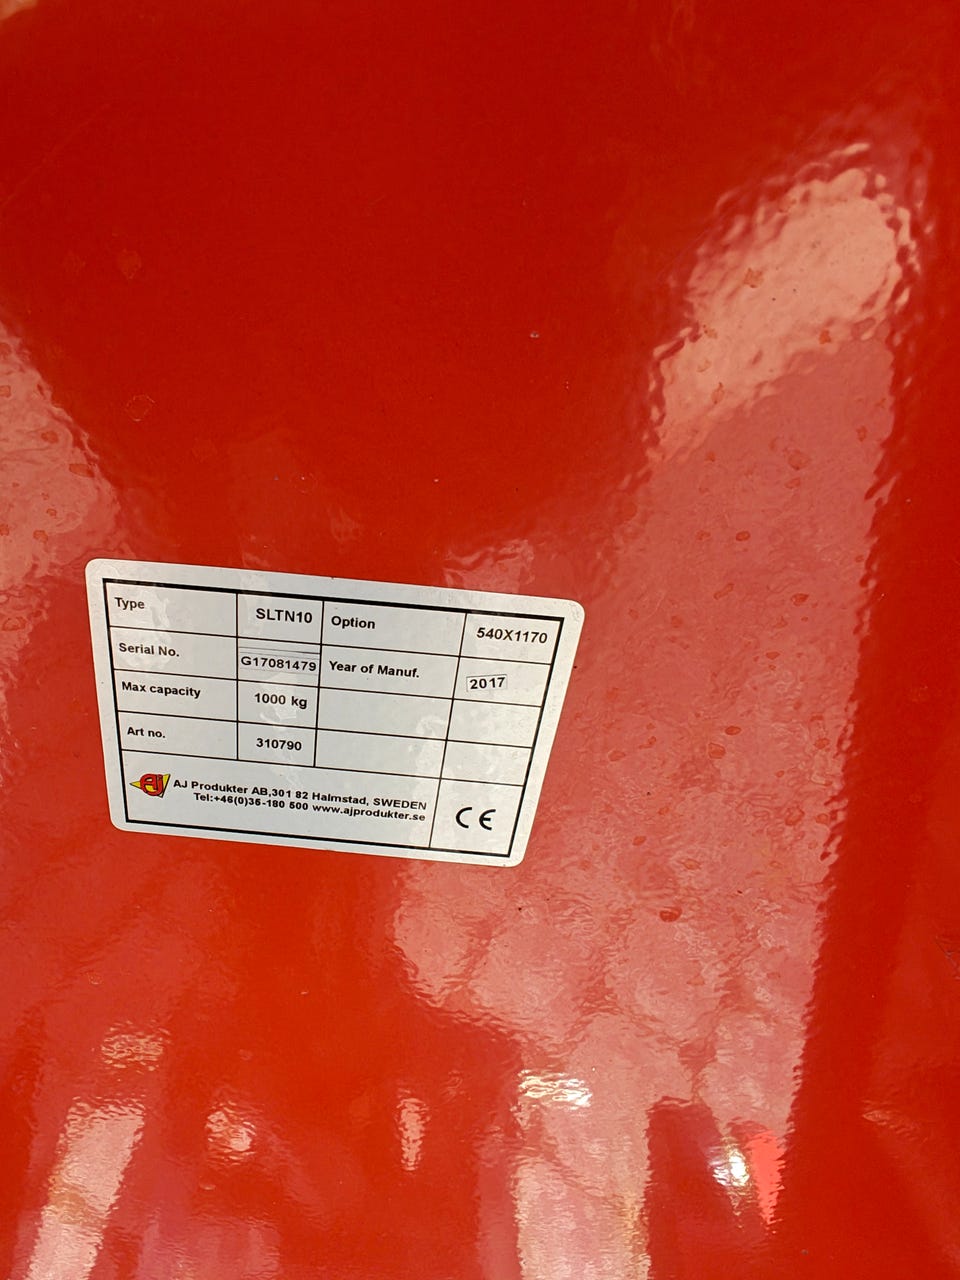 Type SLTN10 Option 540X1170
Serial No. G17081479 Year of Manuf. 2017
Max capacity 1000 kg
Art no. 310790
AJ AJ Produkter AB,301 82 Halmstad, SWEDEN
Tel:+46(0)35-180 500 www.ajprodukter.se
CE